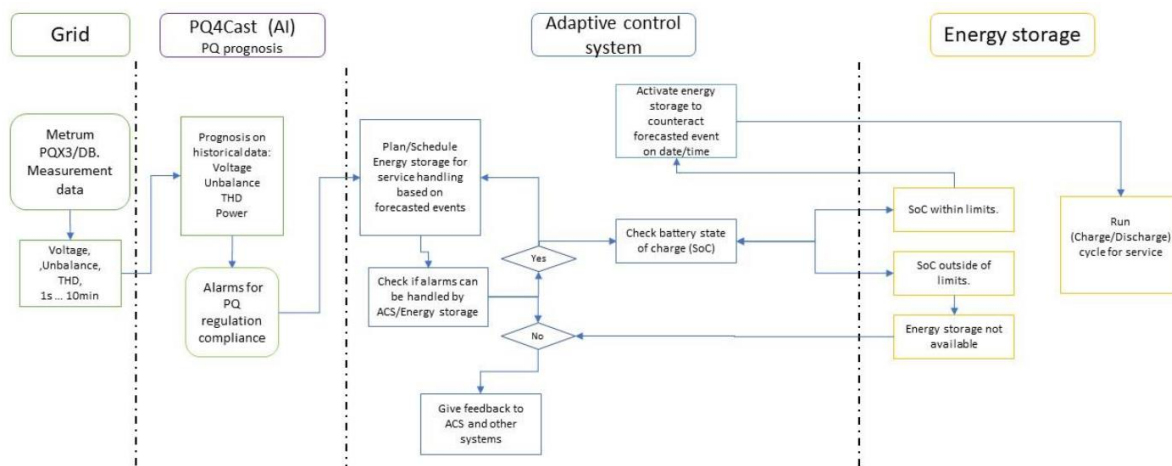 Grid
PQ4Cast (AI)
PQ prognosis
Adaptive control
system
Energy storage
Metrum
PQX3/DB.
Measurement
data
Voltage,
,Unbalance,
THD,
1s ... 10min
Prognosis on
historical data:
Voltage
Unbalance
THD
Power
Alarms for
PQ
regulation
compliance
Plan/Schedule
Energy storage for
service handling
based on
forecasted events
Check if alarms can
be handled by
ACS/Energy storage
Yes
No
Give feedback to
ACS and other
systems
Activate energy
storage to
counteract
forecasted event
on date/time
Check battery state
of charge (SoC)
SoC within limits.
SoC outside of
limits.
Energy storage not
available
Run
(Charge/Discharge)
cycle for service